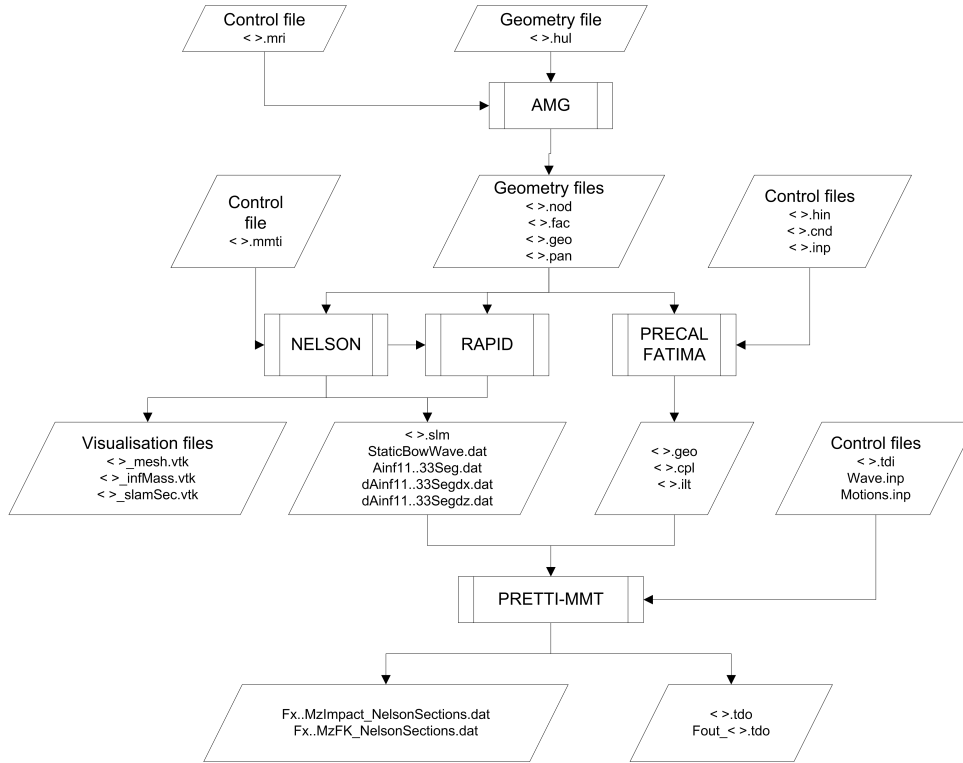 Control file
< >.mri
Geometry file
< >.hul
AMG
Control
file
< >.mmti
Geometry files
< >.nod
< >.fac
< >.geo
< >.pan
Control files
< >.hin
< >.cnd
< >.inp
NELSON
RAPID
PRECAL
FATIMA
Visualisation files
< >_mesh.vtk
< >_infMass.vtk
< >_slamSec.vtk
< >.slm
StaticBowWave.dat
Ainf11..33Seg.dat
dAinf11..33Segdx.dat
dAinf11..33Segdz.dat
< >.geo
< >.cpl
< >.ilt
Control files
< >.tdi
Wave.inp
Motions.inp
PRETTI-MMT
Fx..MzImpact_NelsonSections.dat
Fx..MzFK_NelsonSections.dat
< >.tdo
Fout_< >.tdo